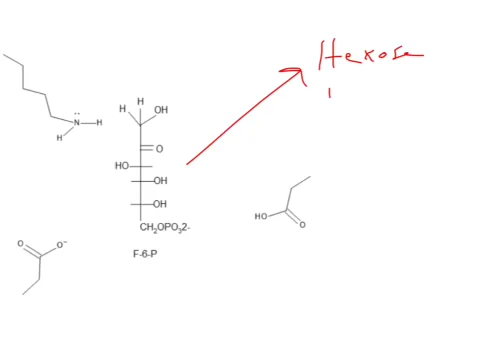 Hexose
H H OH
N H
H
O
HO
OH
OH
HO O
CH2OPO32-
O O−
F-6-P